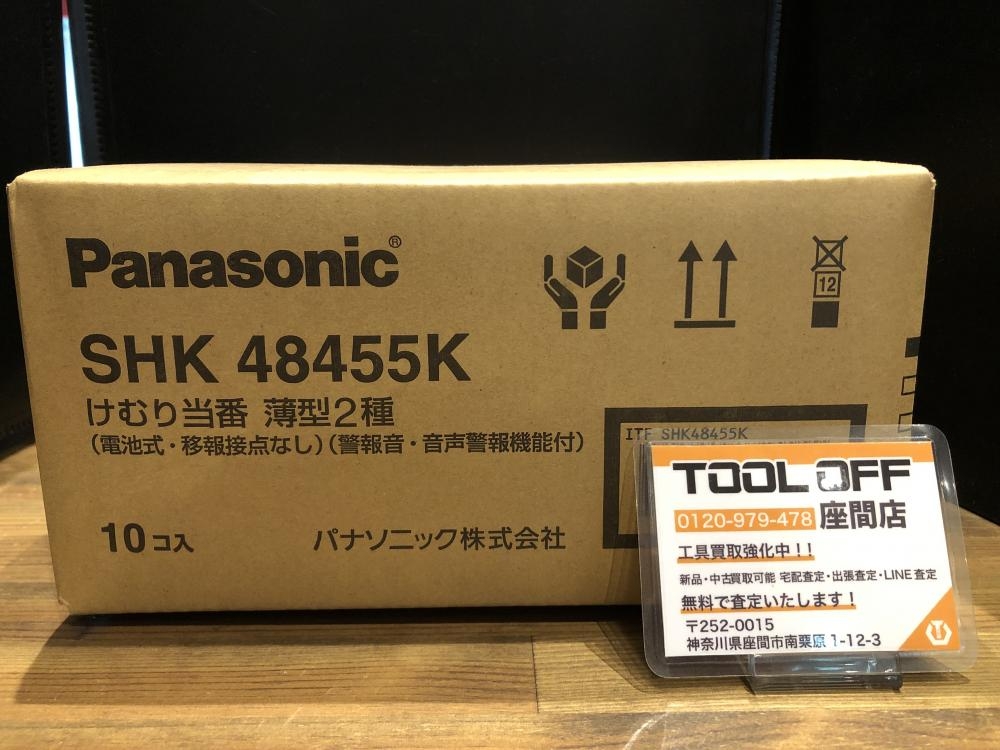 Panasonic®
SHK 48455K
けむり当番 薄型2種
(電池式・移報接点なし)(警報音・音声警報機能付)
10コ入
パナソニック株式会社
12
ITF SHK48455K
TOOL OFF
0120-979-478 座間店
工具買取強化中!!
新品・中古買取可能 宅配査定・出張査定・LINE査定
無料で査定いたします!
〒252-0015
神奈川県座間市南栗原1-12-3